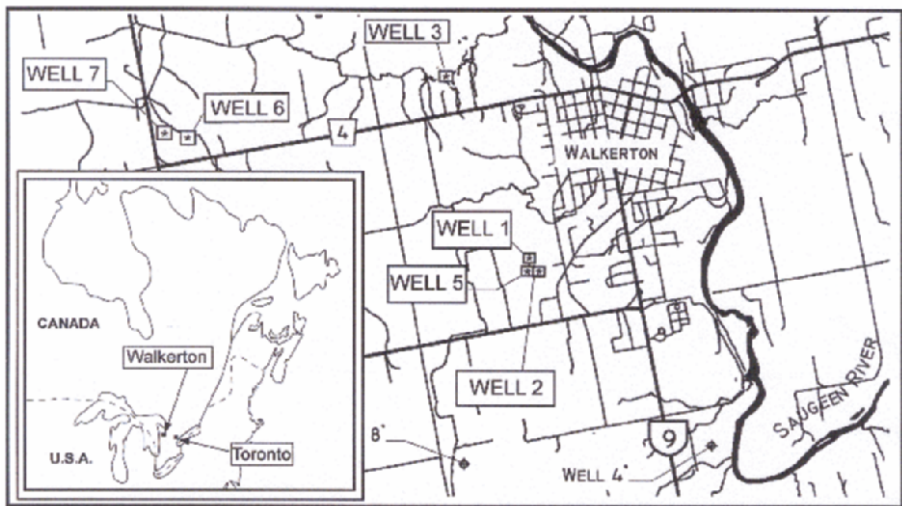 WELL 3
WELL 7
WELL 6
4
WALKERTON
WELL 1
WELL 5
WELL 2
CANADA
Walkerton
U.S.A.
Toronto
8*
9
WELL 4*
SAUGEEN RIVER